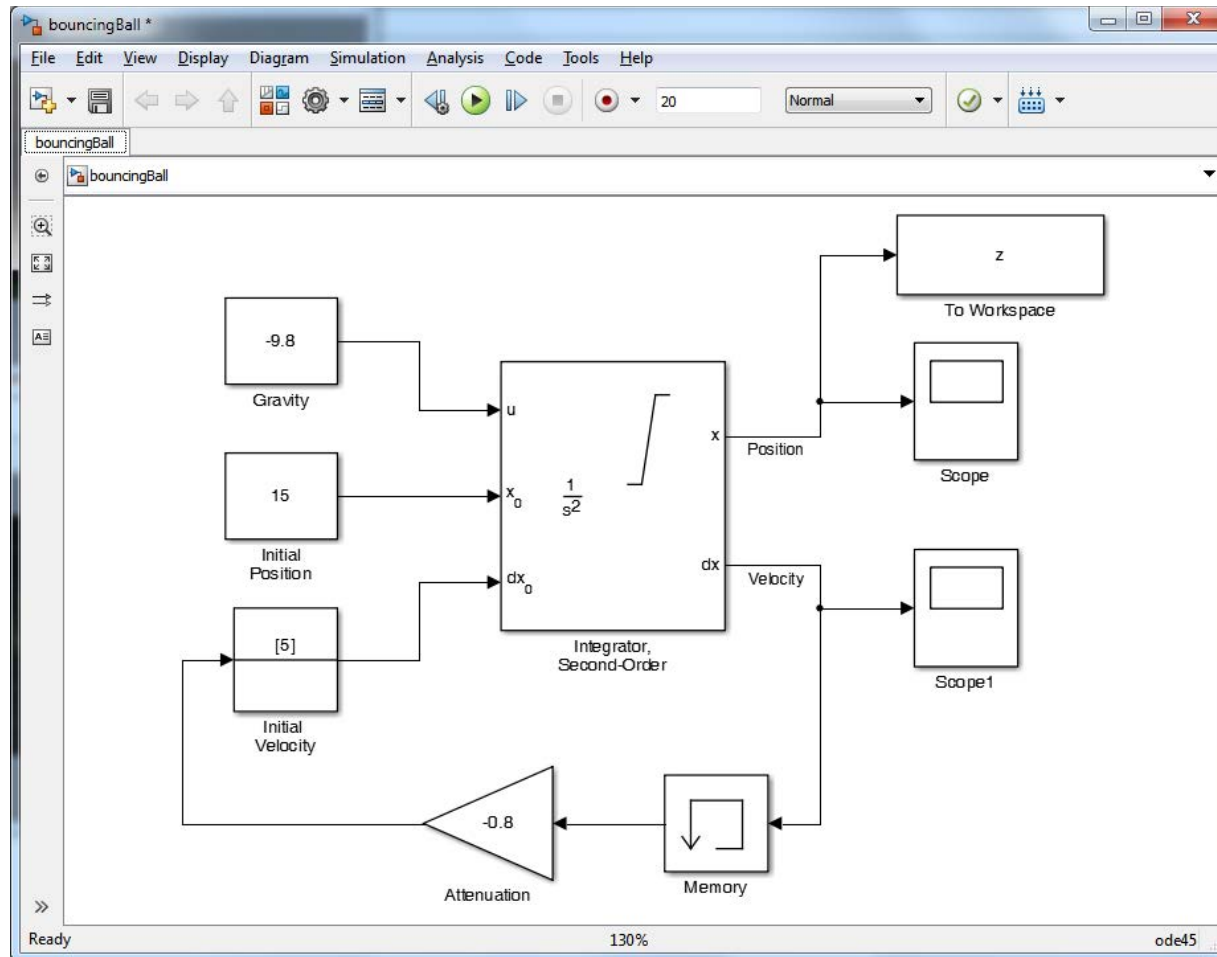 bouncingBall *
File Edit View Display Diagram Simulation Analysis Code Tools Help
20 Normal
bouncingBall
bouncingBall
z
To Workspace
-9.8
Gravity
u
x
Position
Scope
15
x0
1
s2
Initial
Position
dx
Velocity
dx0
[5]
Integrator,
Second-Order
Scope1
Initial
Velocity
-0.8
Attenuation
Memory
Ready 130% ode45